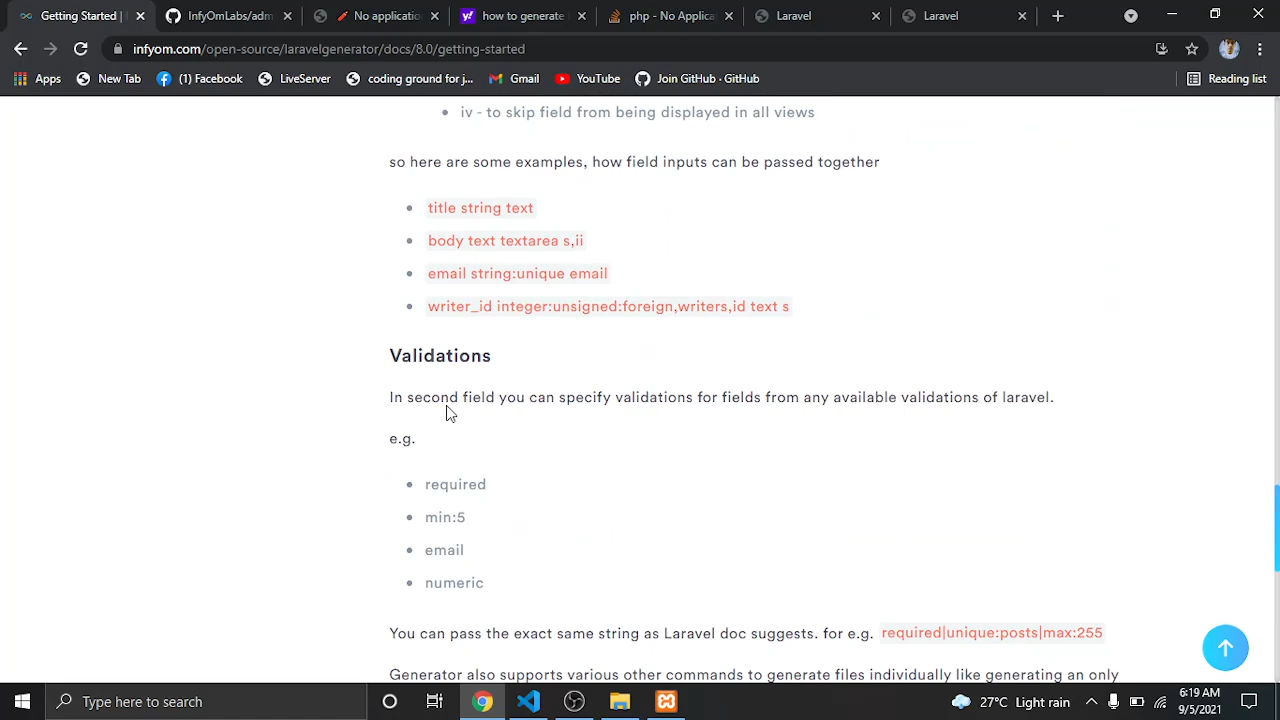 Getting Started |
InfyOmLabs/adm
No applicatio
how to generate
php - No Applica
Laravel
Laravel
infyom.com/open-source/laravelgenerator/docs/8.0/getting-started
Apps
New Tab
(1) Facebook
LiveServer
coding ground for j...
Gmail
YouTube
Join GitHub · GitHub
Reading list
iv - to skip field from being displayed in all views
so here are some examples, how field inputs can be passed together
title string text
body text textarea s,ii
email string:unique email
writer_id integer:unsigned:foreign,writers,id text s
Validations
In second field you can specify validations for fields from any available validations of laravel.
e.g.
required
min:5
email
numeric
You can pass the exact same string as Laravel doc suggests. for e.g. required|unique:posts|max:255
Generator also supports various other commands to generate files individually like generating an only
Type here to search
27°C Light rain
6:19 AM
9/5/2021